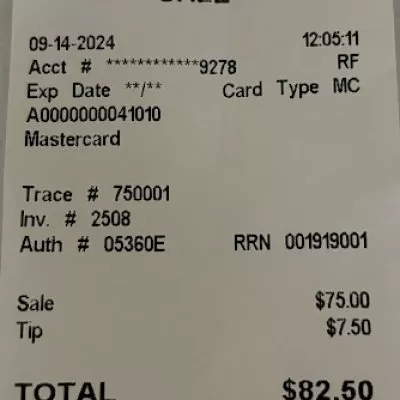 09-14-2024 12:05:11
Acct # ************9278 RF
Exp Date **/** Card Type MC
A0000000041010
Mastercard
Trace # 750001
Inv. # 2508
Auth # 05360E RRN 001919001
Sale $75.00
Tip $7.50
TOTAL $82.50